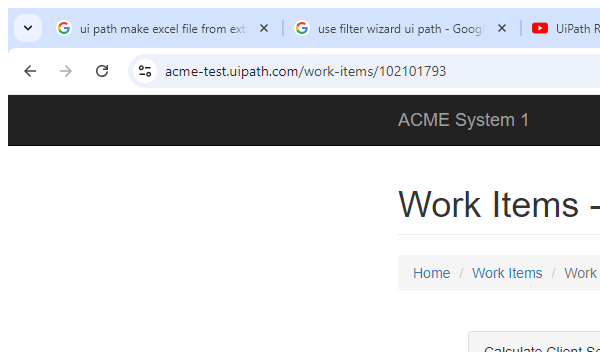 ui path make excel file from ext
use filter wizard ui path - Googl
UiPath R
acme-test.uipath.com/work-items/102101793
ACME System 1
Work Items -
Home / Work Items / Work
Calculate Client Se